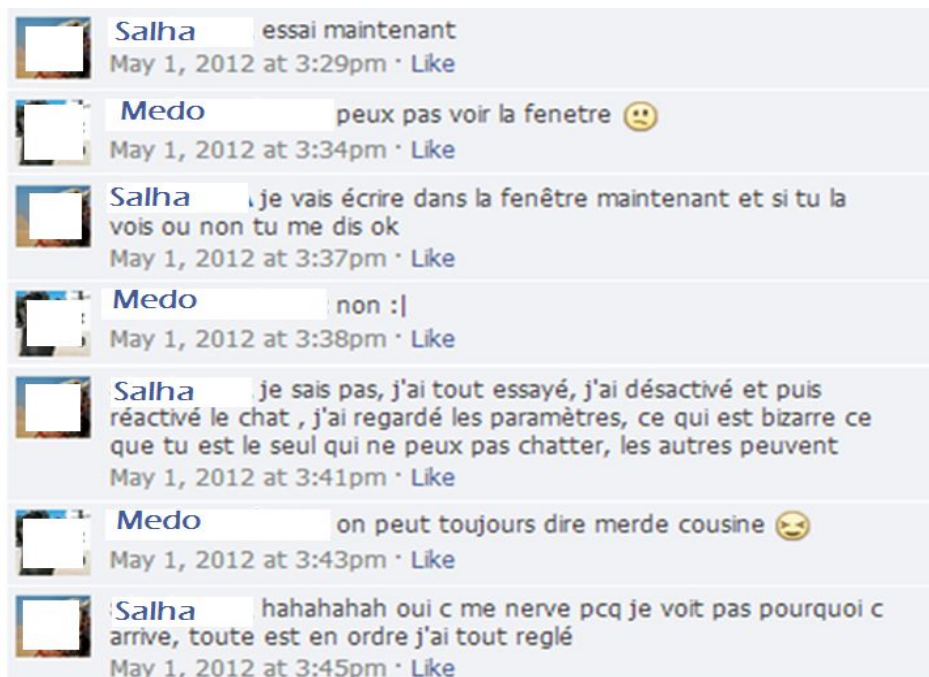 Salha essai maintenant
May 1, 2012 at 3:29pm · Like
Medo peux pas voir la fenetre
May 1, 2012 at 3:34pm · Like
Salha je vais écrire dans la fenêtre maintenant et si tu la
vois ou non tu me dis ok
May 1, 2012 at 3:37pm · Like
Medo non :|
May 1, 2012 at 3:38pm · Like
Salha je sais pas, j'ai tout essayé, j'ai désactivé et puis
réactivé le chat , j'ai regardé les paramètres, ce qui est bizarre ce
que tu est le seul qui ne peux pas chatter, les autres peuvent
May 1, 2012 at 3:41pm · Like
Medo on peut toujours dire merde cousine
May 1, 2012 at 3:43pm · Like
Salha hahahahah oui c me nerve pcq je voit pas pourquoi c
arrive, toute est en ordre j'ai tout reglé
May 1, 2012 at 3:45pm · Like